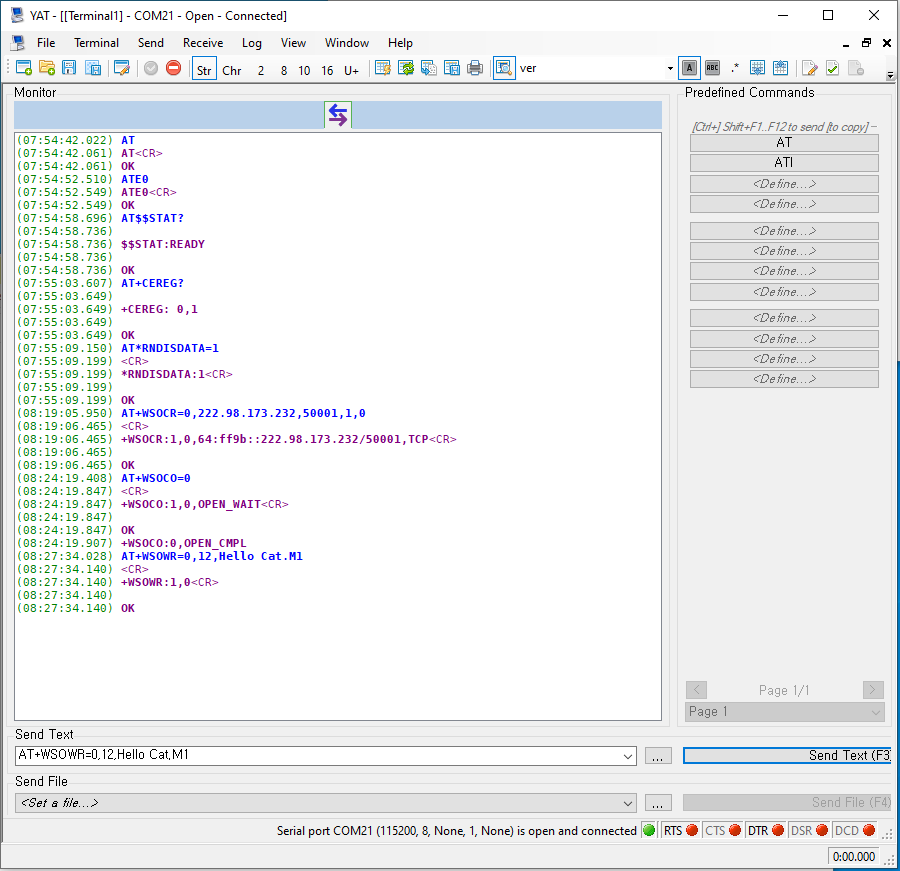 YAT - [[Terminal1] - COM21 - Open - Connected]
File Terminal Send Receive Log View Window Help
Str Chr 2 8 10 16 U+ ver A ABC .*
Monitor
(07:54:42.022) AT
(07:54:42.061) AT<CR>
(07:54:42.061) OK
(07:54:52.510) ATE0
(07:54:52.549) ATE0<CR>
(07:54:52.549) OK
(07:54:58.696) AT$$STAT?
(07:54:58.736)
(07:54:58.736) $$STAT:READY
(07:54:58.736)
(07:54:58.736) OK
(07:55:03.607) AT+CEREG?
(07:55:03.649)
(07:55:03.649) +CEREG: 0,1
(07:55:03.649)
(07:55:03.649) OK
(07:55:09.150) AT*RNDISDATA=1
(07:55:09.199) <CR>
(07:55:09.199) *RNDISDATA:1<CR>
(07:55:09.199)
(07:55:09.199) OK
(08:19:05.950) AT+WSOCR=0,222.98.173.232,50001,1,0
(08:19:06.465) <CR>
(08:19:06.465) +WSOCR:1,0,64:ff9b::222.98.173.232/50001,TCP<CR>
(08:19:06.465)
(08:19:06.465) OK
(08:24:19.408) AT+WSOCO=0
(08:24:19.847) <CR>
(08:24:19.847) +WSOCO:1,0,OPEN_WAIT<CR>
(08:24:19.847)
(08:24:19.847) OK
(08:24:19.907) +WSOCO:0,OPEN_CMPL
(08:27:34.028) AT+WSOWR=0,12,Hello Cat.M1
(08:27:34.140) <CR>
(08:27:34.140) +WSOWR:1,0<CR>
(08:27:34.140)
(08:27:34.140) OK
Predefined Commands
[Ctrl+] Shift+F1..F12 to send [to copy]
AT
ATI
<Define...>
<Define...>
<Define...>
<Define...>
<Define...>
<Define...>
<Define...>
<Define...>
<Define...>
<Define...>
< Page 1/1 >
Page 1
Send Text
AT+WSOWR=0,12,Hello Cat,M1 ... Send Text (F3)
Send File
<Set a file...> ... Send File (F4)
Serial port COM21 (115200, 8, None, 1, None) is open and connected RTS CTS DTR DSR DCD
0:00.000